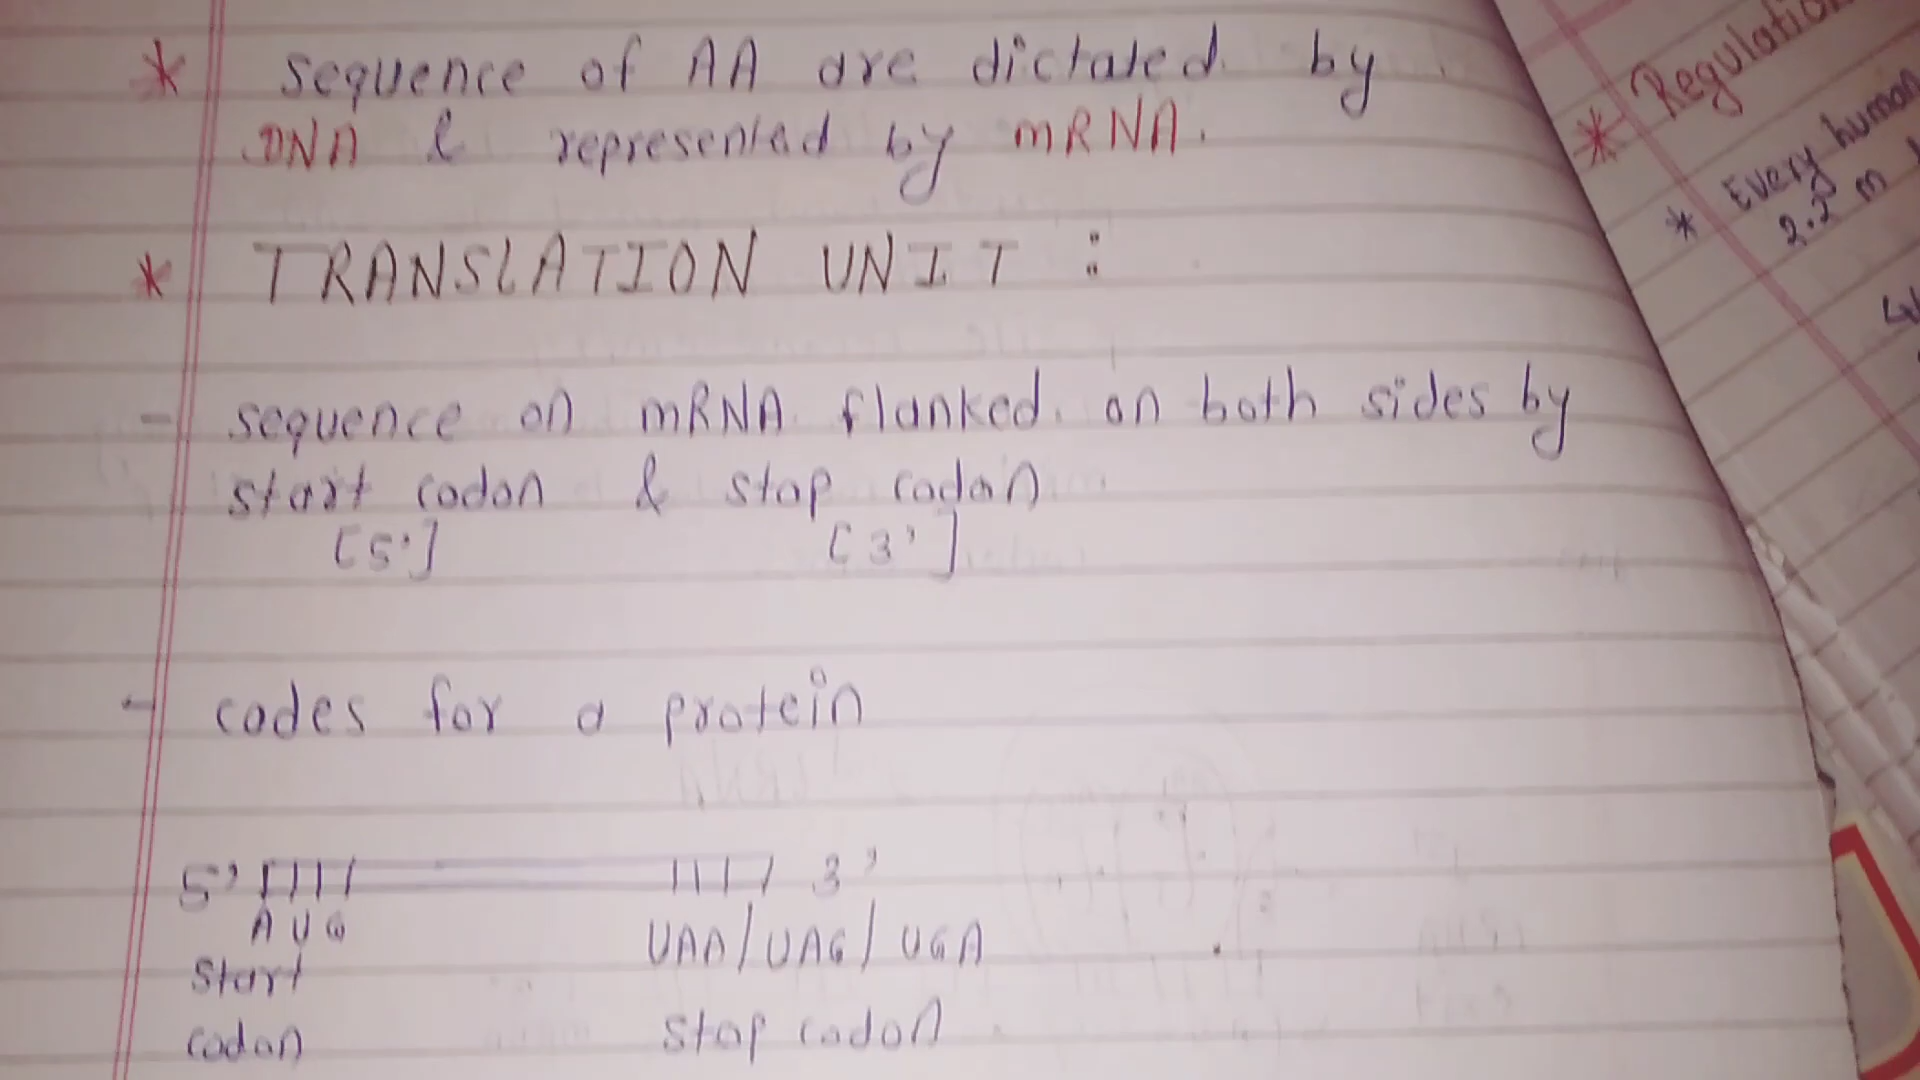 * sequence of AA are dictated by
DNA & represented by mRNA.
* TRANSLATION UNIT :
- sequence on mRNA flanked on both sides by
start codon & stop codon
[5'] [3']
- codes for a protein
5' 3'
AUG UAA/UAG/UGA
start
codon stop codon
* Regulation
* Every human
2.2 m